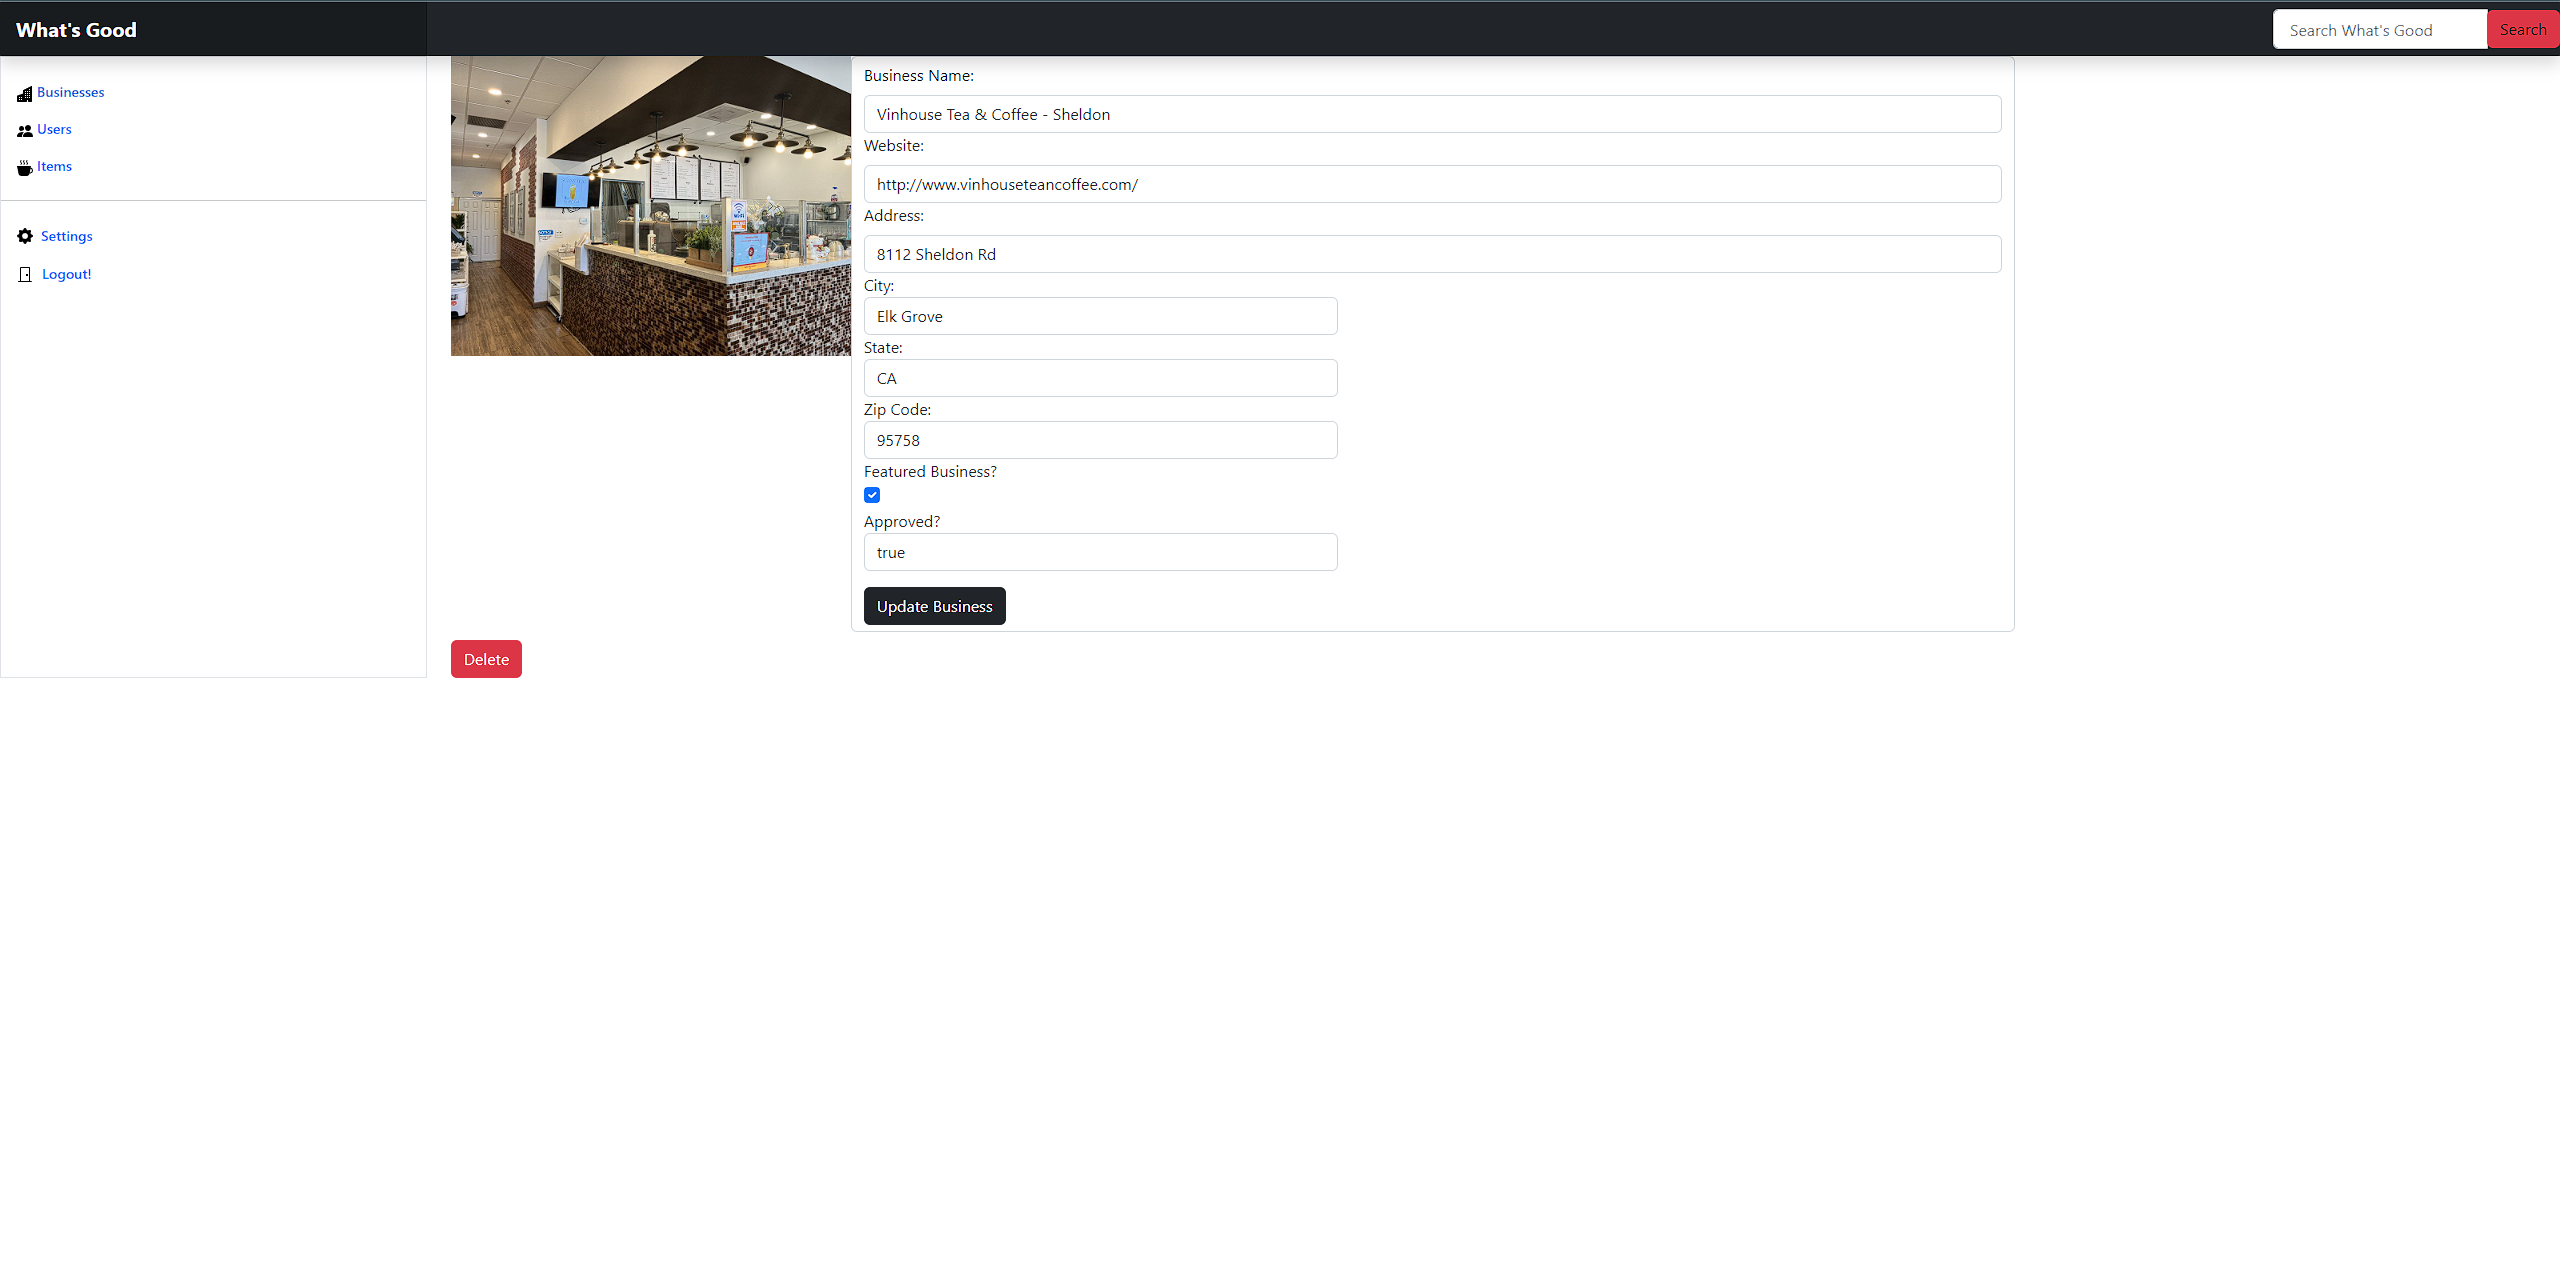 What's Good
Search What's Good
Search
Businesses
Users
Items
Settings
Logout!
Business Name:
Vinhouse Tea & Coffee - Sheldon
Website:
http://www.vinhouseteancoffee.com/
Address:
8112 Sheldon Rd
City:
Elk Grove
State:
CA
Zip Code:
95758
Featured Business?
Approved?
true
Update Business
Delete